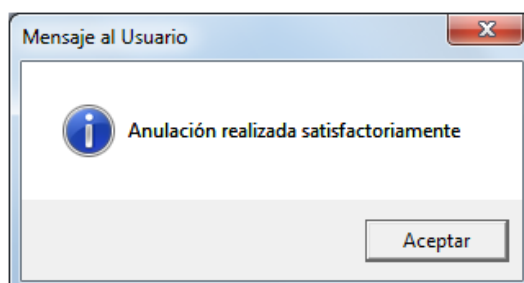 Mensaje al Usuario
Anulación realizada satisfactoriamente
Aceptar